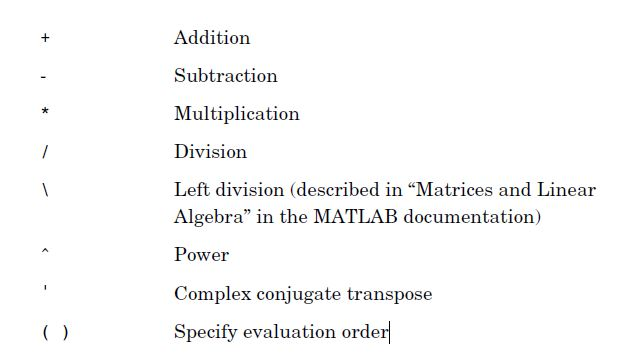 + Addition
- Subtraction
* Multiplication
/ Division
\ Left division (described in “Matrices and Linear
Algebra” in the MATLAB documentation)
^ Power
' Complex conjugate transpose
( ) Specify evaluation order